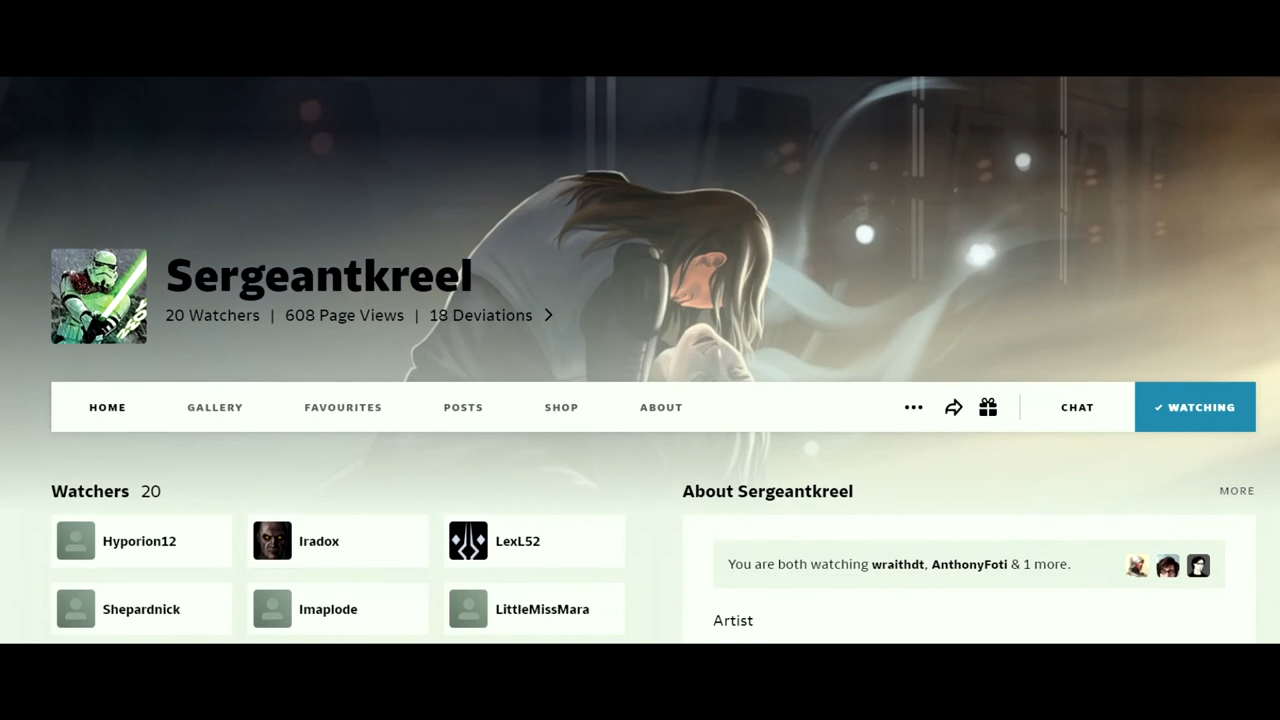 Sergeantkreel
20 Watchers | 608 Page Views | 18 Deviations
HOME GALLERY FAVOURITES POSTS SHOP ABOUT CHAT WATCHING
Watchers 20
Hyporion12 Iradox LexL52
Shepardnick Imaplode LittleMissMara
About Sergeantkreel MORE
You are both watching wraithdt, AnthonyFoti & 1 more.
Artist